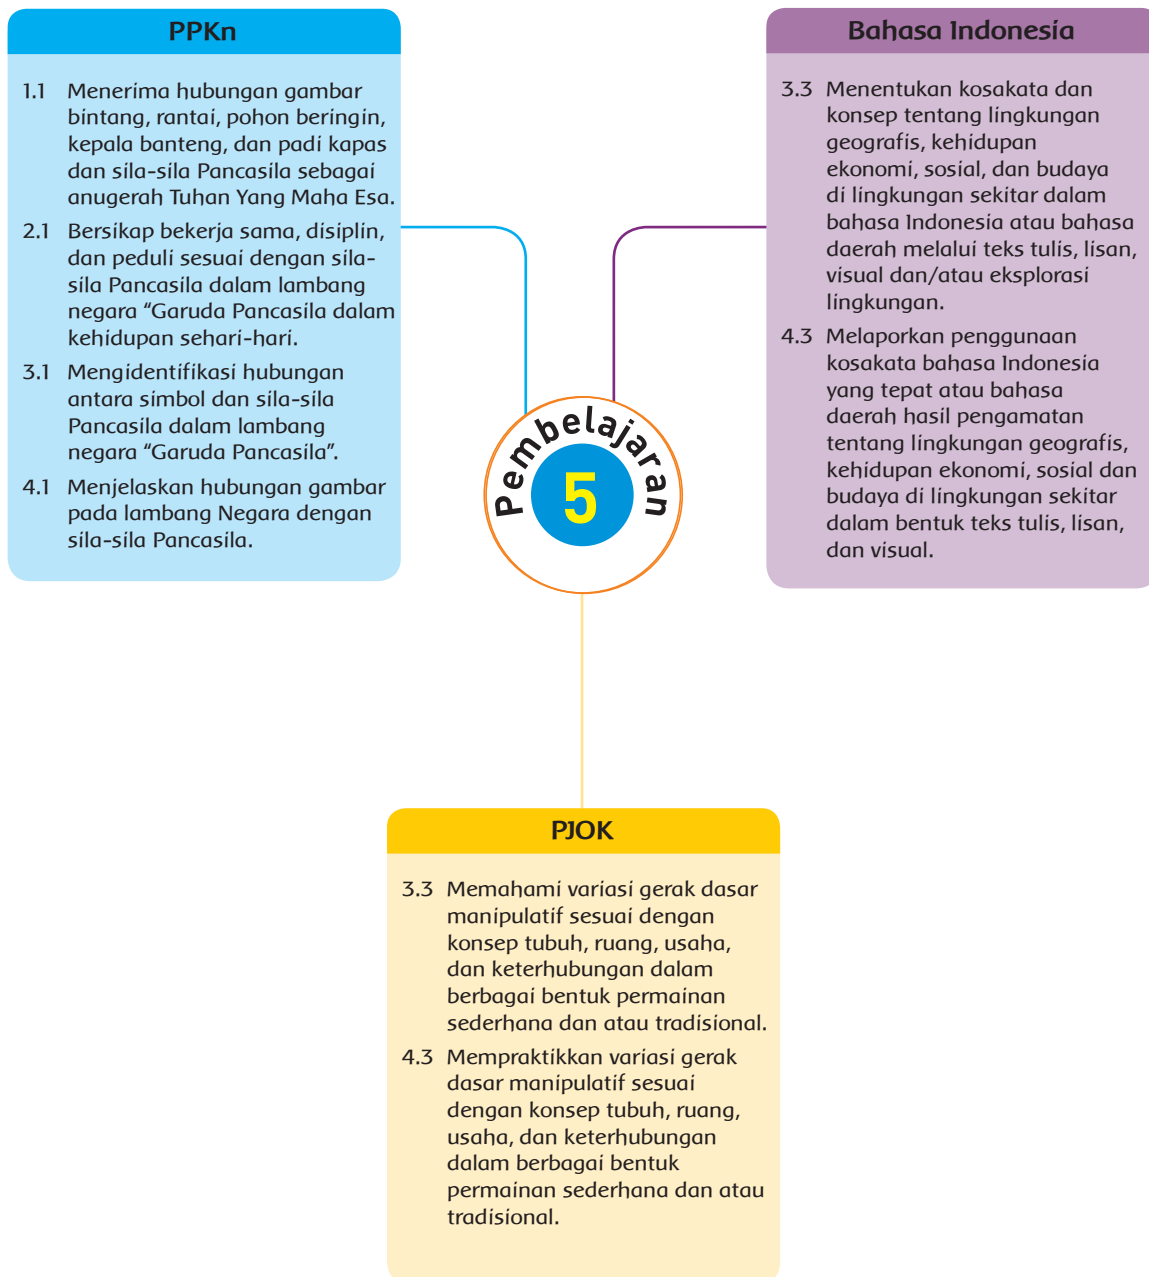 PPKn
1.1 Menerima hubungan gambar
bintang, rantai, pohon beringin,
kepala banteng, dan padi kapas
dan sila-sila Pancasila sebagai
anugerah Tuhan Yang Maha Esa.
2.1 Bersikap bekerja sama, disiplin,
dan peduli sesuai dengan sila-
sila Pancasila dalam lambang
negara “Garuda Pancasila dalam
kehidupan sehari-hari.
3.1 Mengidentifikasi hubungan
antara simbol dan sila-sila
Pancasila dalam lambang
negara “Garuda Pancasila”.
4.1 Menjelaskan hubungan gambar
pada lambang Negara dengan
sila-sila Pancasila.
Bahasa Indonesia
3.3 Menentukan kosakata dan
konsep tentang lingkungan
geografis, kehidupan
ekonomi, sosial, dan budaya
di lingkungan sekitar dalam
bahasa Indonesia atau bahasa
daerah melalui teks tulis, lisan,
visual dan/atau eksplorasi
lingkungan.
4.3 Melaporkan penggunaan
kosakata bahasa Indonesia
yang tepat atau bahasa
daerah hasil pengamatan
tentang lingkungan geografis,
kehidupan ekonomi, sosial dan
budaya di lingkungan sekitar
dalam bentuk teks tulis, lisan,
dan visual.
Pembelajaran
5
PJOK
3.3 Memahami variasi gerak dasar
manipulatif sesuai dengan
konsep tubuh, ruang, usaha,
dan keterhubungan dalam
berbagai bentuk permainan
sederhana dan atau tradisional.
4.3 Mempraktikkan variasi gerak
dasar manipulatif sesuai
dengan konsep tubuh, ruang,
usaha, dan keterhubungan
dalam berbagai bentuk
permainan sederhana dan atau
tradisional.